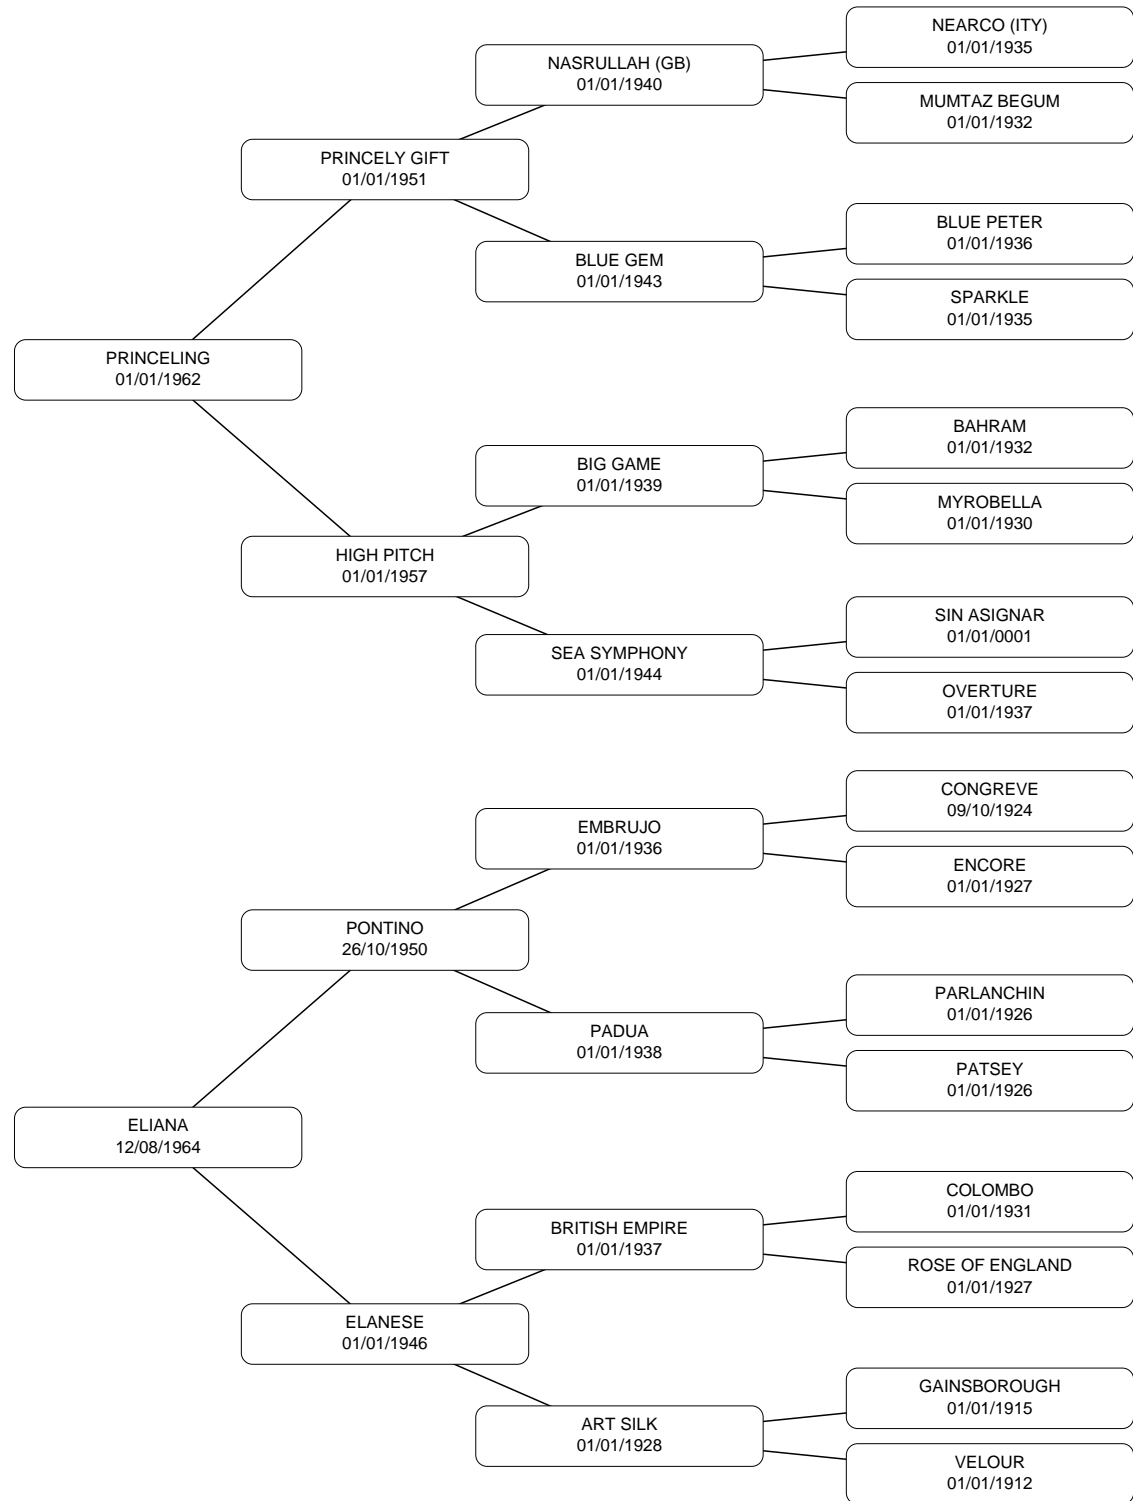 NEARCO (ITY)
01/01/1935
NASRULLAH (GB)
01/01/1940
MUMTAZ BEGUM
01/01/1932
PRINCELY GIFT
01/01/1951
BLUE PETER
01/01/1936
BLUE GEM
01/01/1943
SPARKLE
01/01/1935
PRINCELING
01/01/1962
BAHRAM
01/01/1932
BIG GAME
01/01/1939
MYROBELLA
01/01/1930
HIGH PITCH
01/01/1957
SIN ASIGNAR
01/01/0001
SEA SYMPHONY
01/01/1944
OVERTURE
01/01/1937
CONGREVE
09/10/1924
EMBRUJO
01/01/1936
ENCORE
01/01/1927
PONTINO
26/10/1950
PARLANCHIN
01/01/1926
PADUA
01/01/1938
PATSEY
01/01/1926
ELIANA
12/08/1964
COLOMBO
01/01/1931
BRITISH EMPIRE
01/01/1937
ROSE OF ENGLAND
01/01/1927
ELANESE
01/01/1946
GAINSBOROUGH
01/01/1915
ART SILK
01/01/1928
VELOUR
01/01/1912